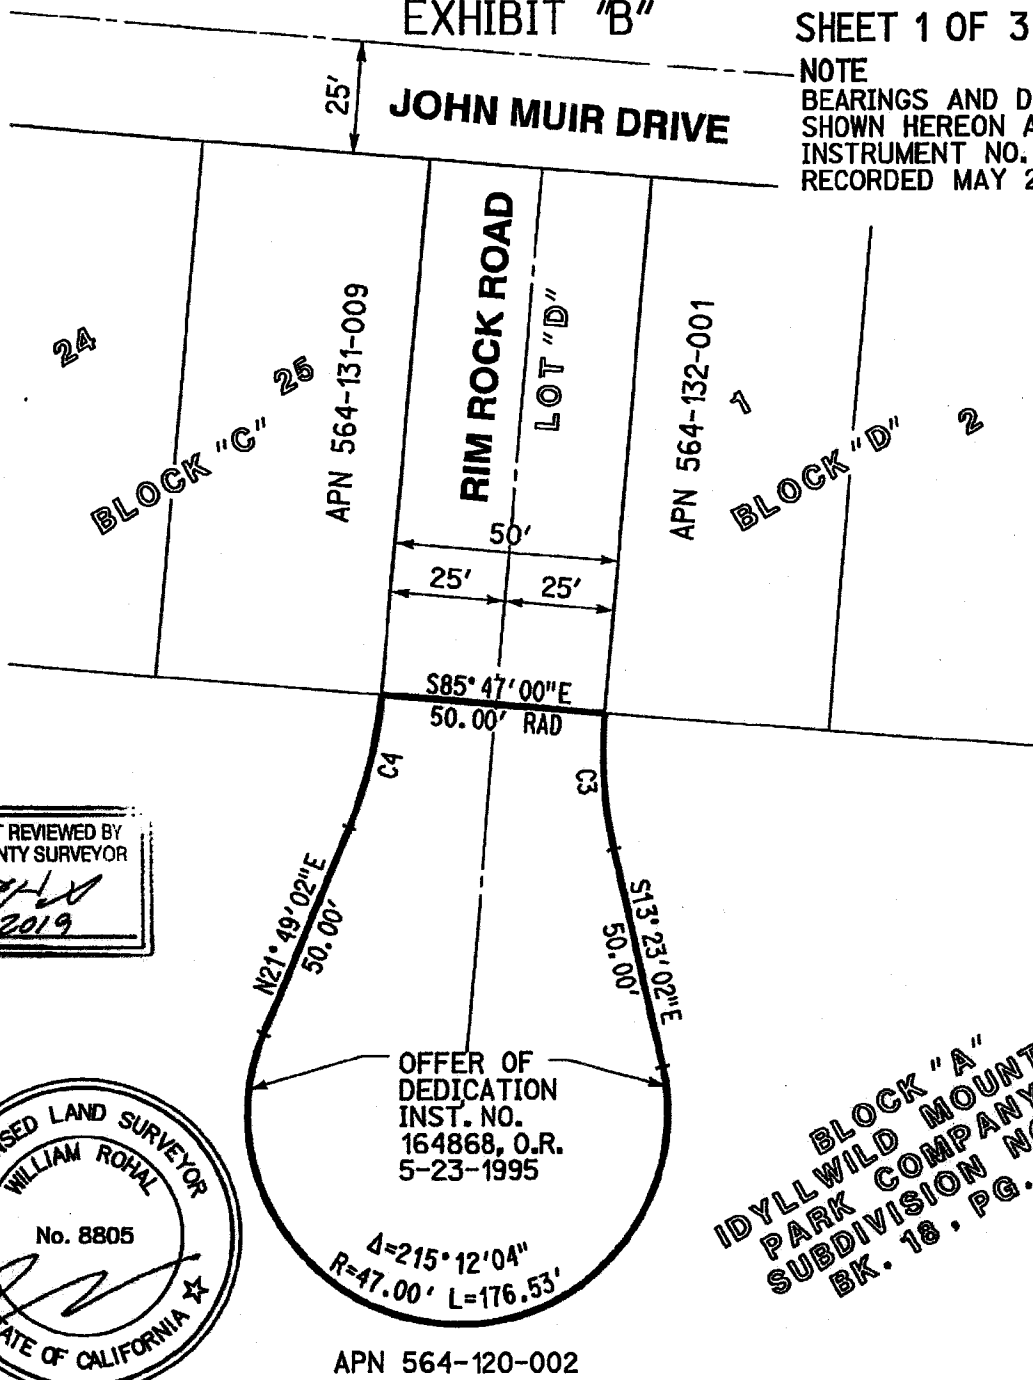 EXHIBIT "B"
SHEET 1 OF 3
NOTE
BEARINGS AND D
SHOWN HEREON A
INSTRUMENT NO.
RECORDED MAY 2
25'
JOHN MUIR DRIVE
RIM ROCK ROAD
LOT "D"
24
25
BLOCK "C"
APN 564-131-009
APN 564-132-001
1
2
BLOCK "D"
50'
25'
25'
S85°47'00"E
50.00' RAD
C4
C3
T REVIEWED BY
NTY SURVEYOR
2019
N21°49'02"E
50.00'
S13°23'02"E
50.00'
OFFER OF
DEDICATION
INST. NO.
164868, O.R.
5-23-1995
SED LAND SURVEYOR
WILLIAM ROHAL
No. 8805
ATE OF CALIFORNIA
Δ=215°12'04"
R=47.00' L=176.53'
BLOCK "A"
IDYLLWILD MOUNT
PARK COMPANY
SUBDIVISION NO
BK. 18, PG.
APN 564-120-002